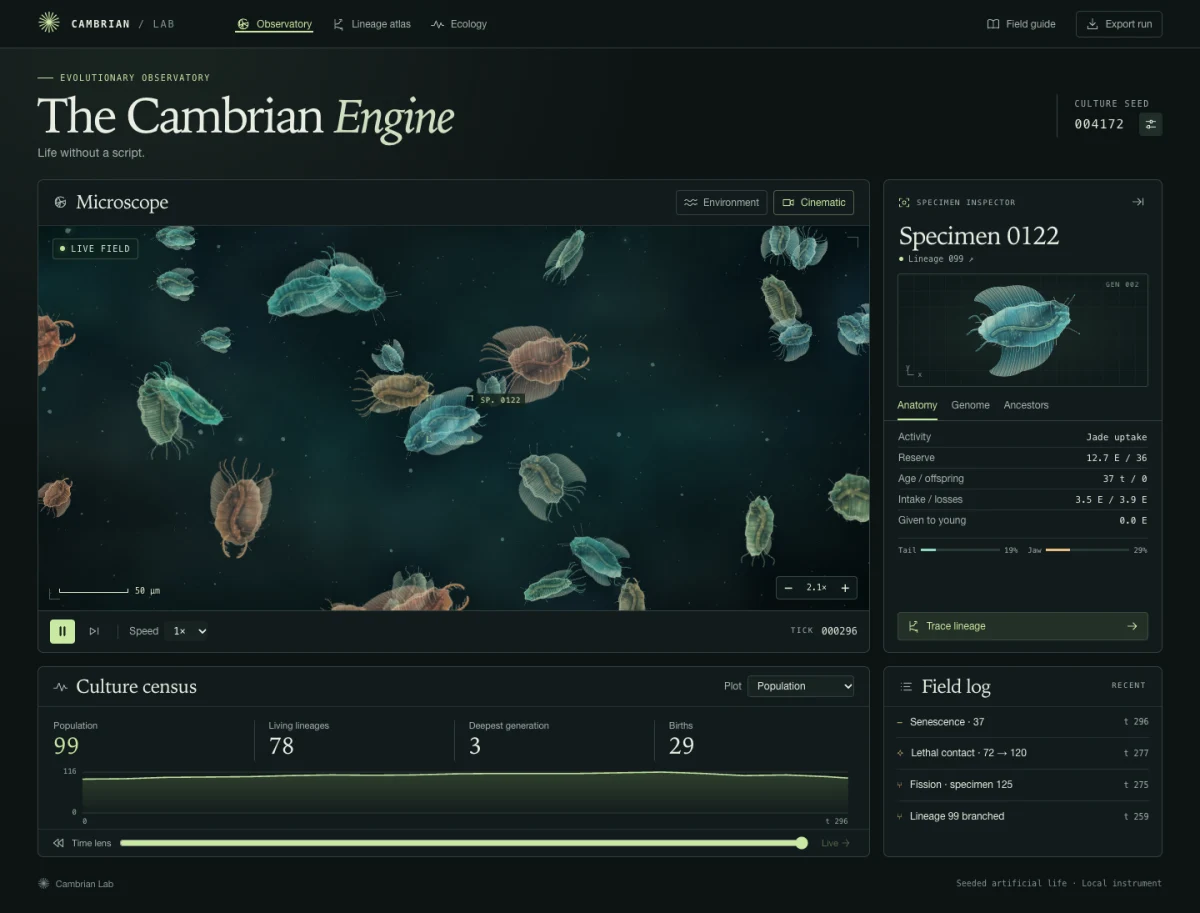 CAMBRIAN / LAB
Observatory
Lineage atlas
Ecology
Field guide
Export run
EVOLUTIONARY OBSERVATORY
The Cambrian Engine
Life without a script.
CULTURE SEED
004172
Microscope
Environment
Cinematic
LIVE FIELD
SP. 0122
50 µm
− 2.1× +
Speed 1×
TICK 000296
SPECIMEN INSPECTOR
Specimen 0122
Lineage 099 ↗
GEN 002
Y
x
Anatomy
Genome
Ancestors
Activity Jade uptake
Reserve 12.7 E / 36
Age / offspring 37 t / 0
Intake / losses 3.5 E / 3.9 E
Given to young 0.0 E
Tail 19% Jaw 29%
Trace lineage →
Culture census
Plot Population
Population
99
Living lineages
78
Deepest generation
3
Births
29
116
0
0
t 296
Time lens
Live →
Field log
RECENT
Senescence · 37 t 296
Lethal contact · 72 → 120 t 277
Fission · specimen 125 t 275
Lineage 99 branched t 259
Cambrian Lab
Seeded artificial life · Local instrument